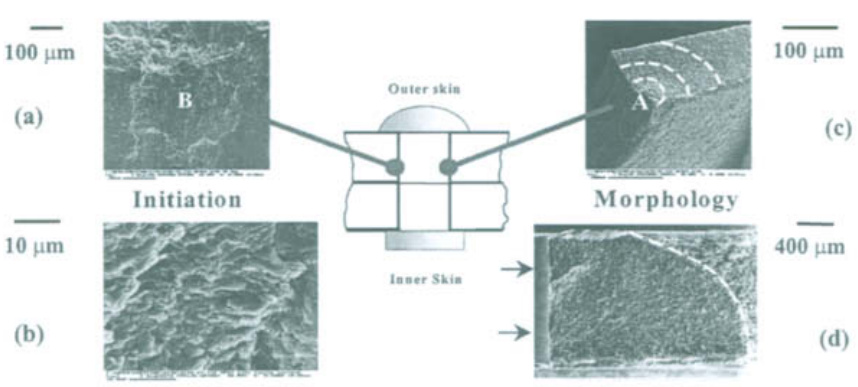 100 μm
(a)
B
Outer skin
A
100 μm
(c)
Initiation
Morphology
10 μm
(b)
Inner Skin
400 μm
(d)